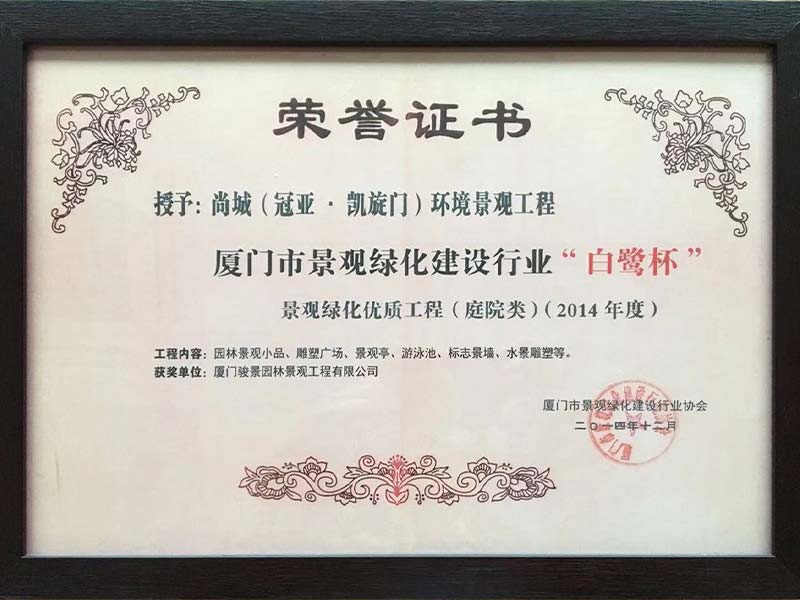 荣誉证书
授予：尚城（冠亚·凯旋门）环境景观工程
厦门市景观绿化建设行业“白鹭杯”
景观绿化优质工程（庭院类）（2014年度）
工程内容：园林景观小品、雕塑广场、景观亭、游泳池、标志景墙、水景雕塑等。
获奖单位：厦门骏景园林景观工程有限公司
厦门市景观绿化建设行业协会
二〇一四年十二月